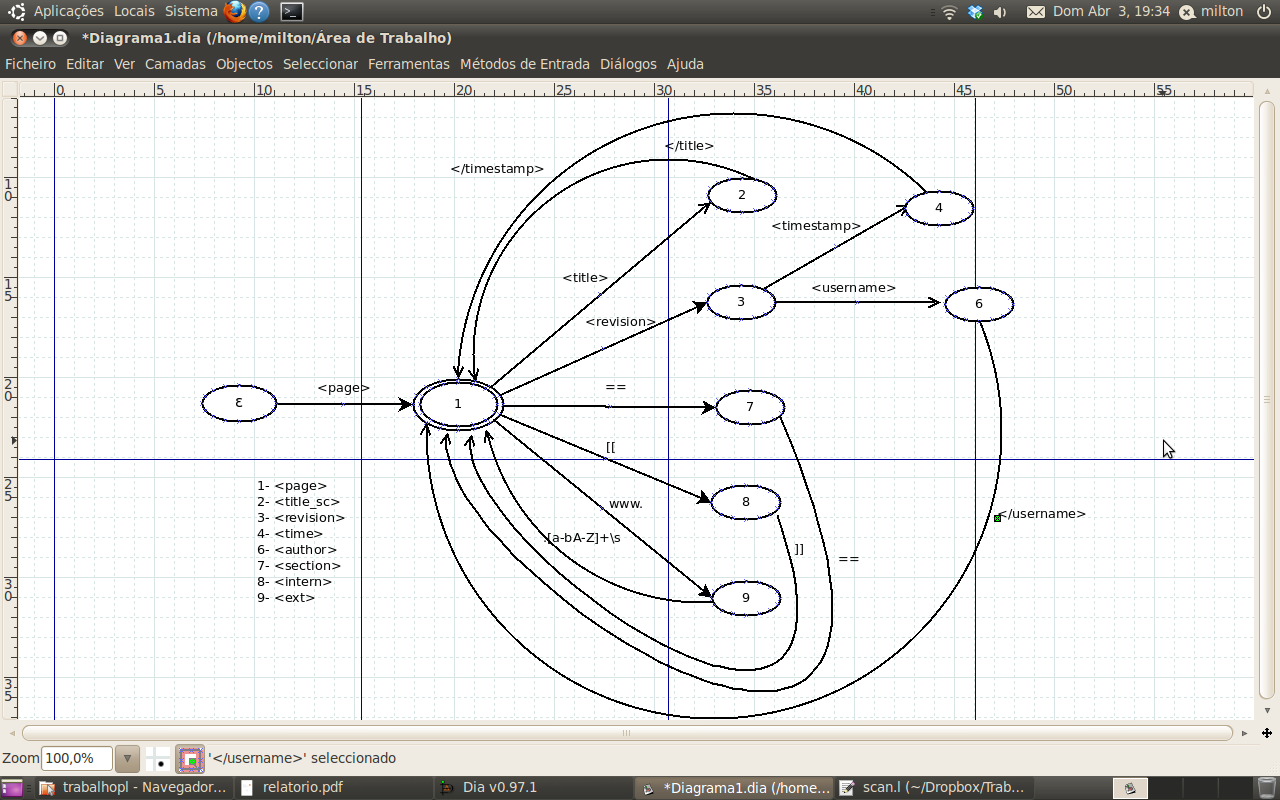 Aplicações Locais Sistema
Dom Abr 3, 19:34 milton
*Diagrama1.dia (/home/milton/Área de Trabalho)
Ficheiro Editar Ver Camadas Objectos Seleccionar Ferramentas Métodos de Entrada Diálogos Ajuda
0 5 10 15 20 25 30 35 40 45 50 55
10
15
20
25
30
35
</title>
</timestamp>
2
4
<timestamp>
<title>
<username>
3
6
<revision>
==
<page>
ε
1
7
[[
1- <page>
2- <title_sc>
3- <revision>
4- <time>
6- <author>
7- <section>
8- <intern>
9- <ext>
8
www.
</username>
[a-bA-Z]+\s
]]
==
9
Zoom 100,0% '</username>' seleccionado
trabalhopl - Navegador... relatorio.pdf Dia v0.97.1 *Diagrama1.dia (/home... scan.l (~/Dropbox/Trab...